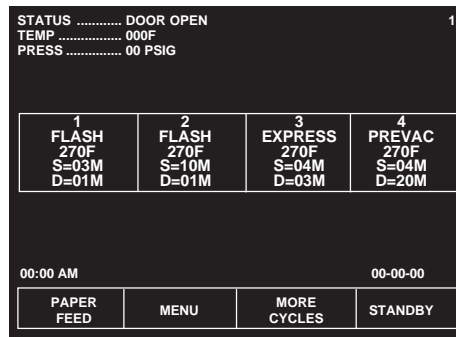 STATUS ............ DOOR OPEN 1
TEMP ................ 000F
PRESS ............... 00 PSIG
1 2 3 4
FLASH FLASH EXPRESS PREVAC
270F 270F 270F 270F
S=03M S=10M S=04M S=04M
D=01M D=01M D=03M D=20M
00:00 AM 00-00-00
PAPER FEED MENU MORE CYCLES STANDBY